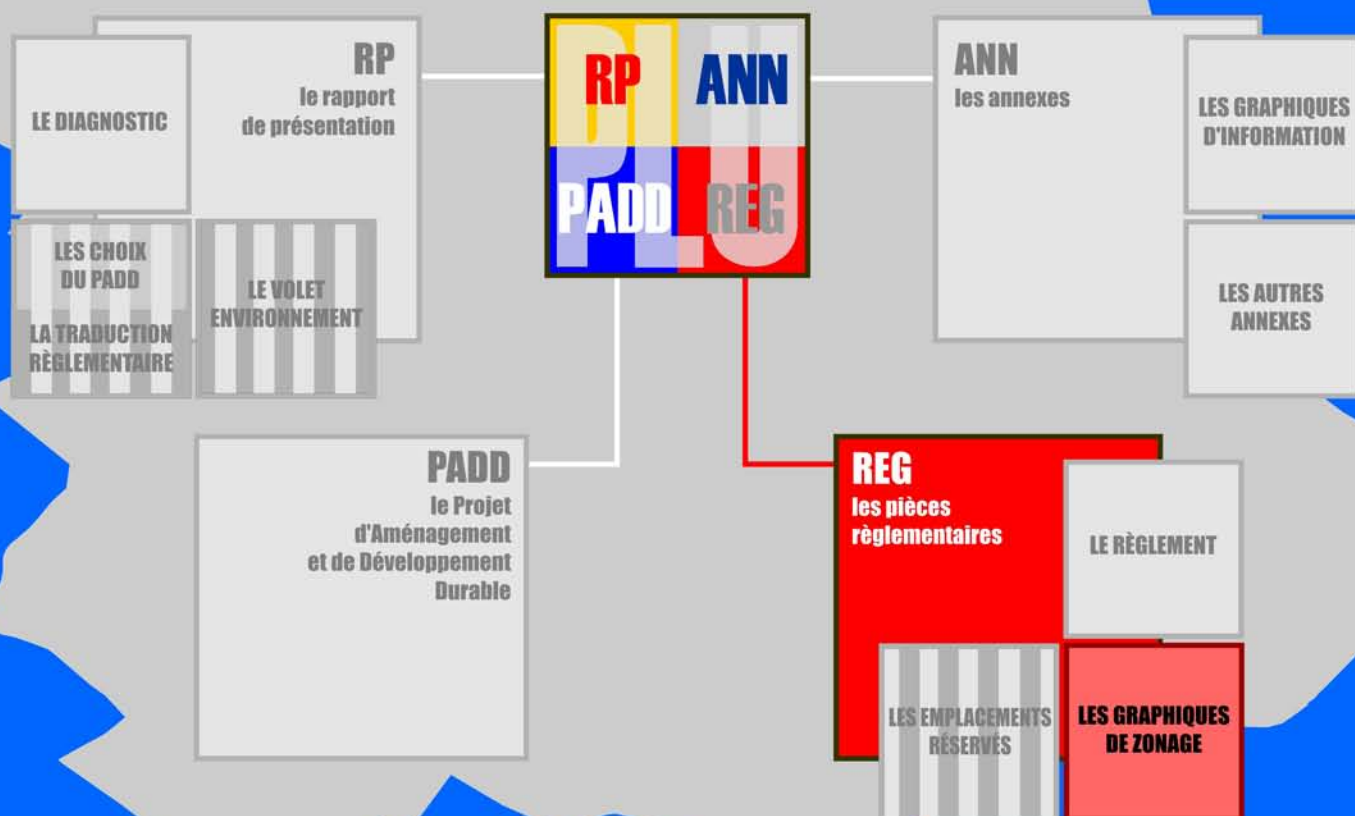 RP
le rapport
de présentation
LE DIAGNOSTIC
LES CHOIX
DU PADD
LA TRADUCTION
RÈGLEMENTAIRE
LE VOLET
ENVIRONNEMENT
PLU
RP
ANN
PADD
REG
ANN
les annexes
LES GRAPHIQUES
D'INFORMATION
LES AUTRES
ANNEXES
PADD
le Projet
d'Aménagement
et de Développement
Durable
REG
les pièces
règlementaires
LE RÈGLEMENT
LES EMPLACEMENTS
RÉSERVÉS
LES GRAPHIQUES
DE ZONAGE